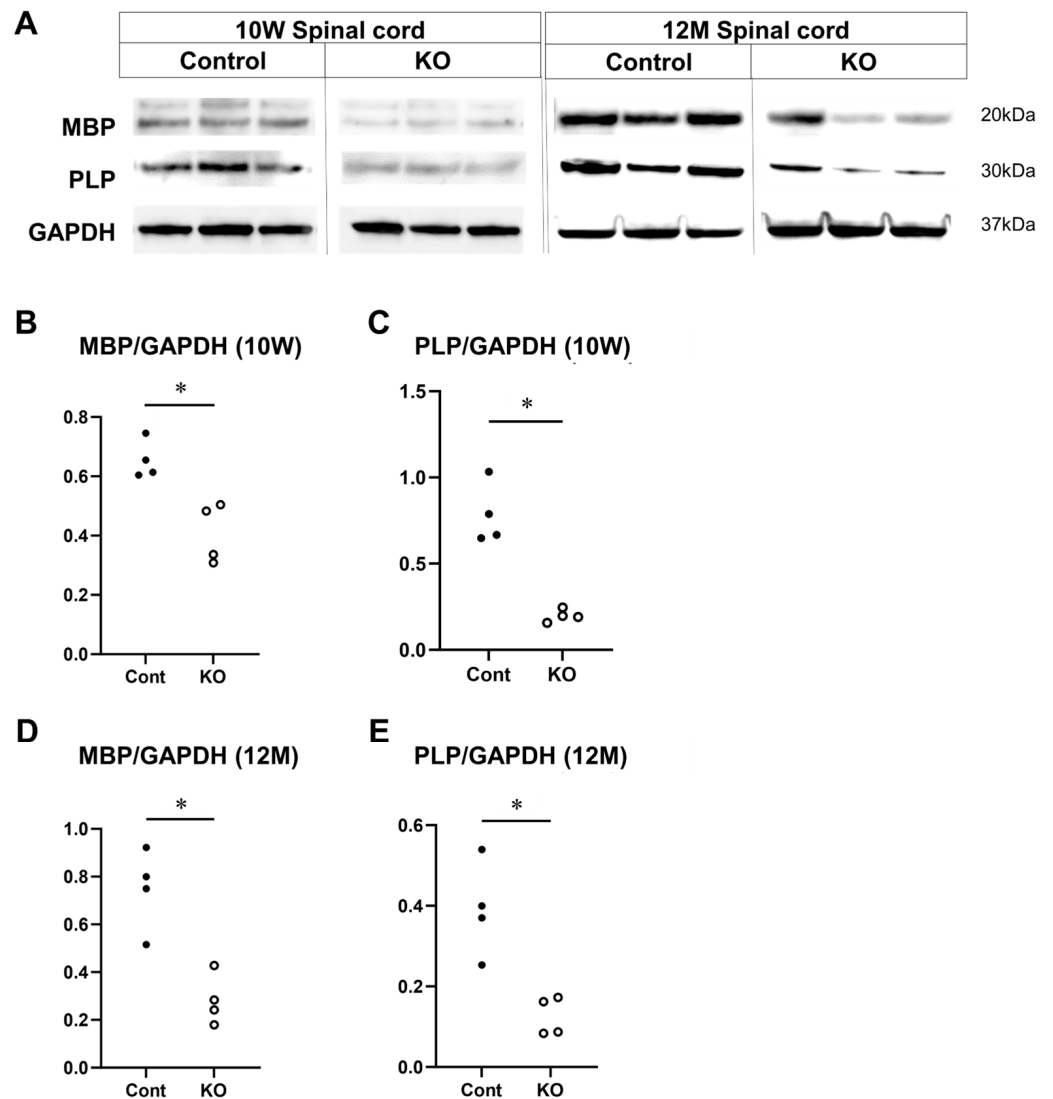 A
10W Spinal cord
12M Spinal cord
Control
KO
Control
KO
MBP
20kDa
PLP
30kDa
GAPDH
37kDa
B
MBP/GAPDH (10W)
*
0.8
0.6
0.4
0.2
0.0
Cont
KO
C
PLP/GAPDH (10W)
*
1.5
1.0
0.5
0.0
Cont
KO
D
MBP/GAPDH (12M)
*
1.0
0.8
0.6
0.4
0.2
0.0
Cont
KO
E
PLP/GAPDH (12M)
*
0.6
0.4
0.2
0.0
Cont
KO